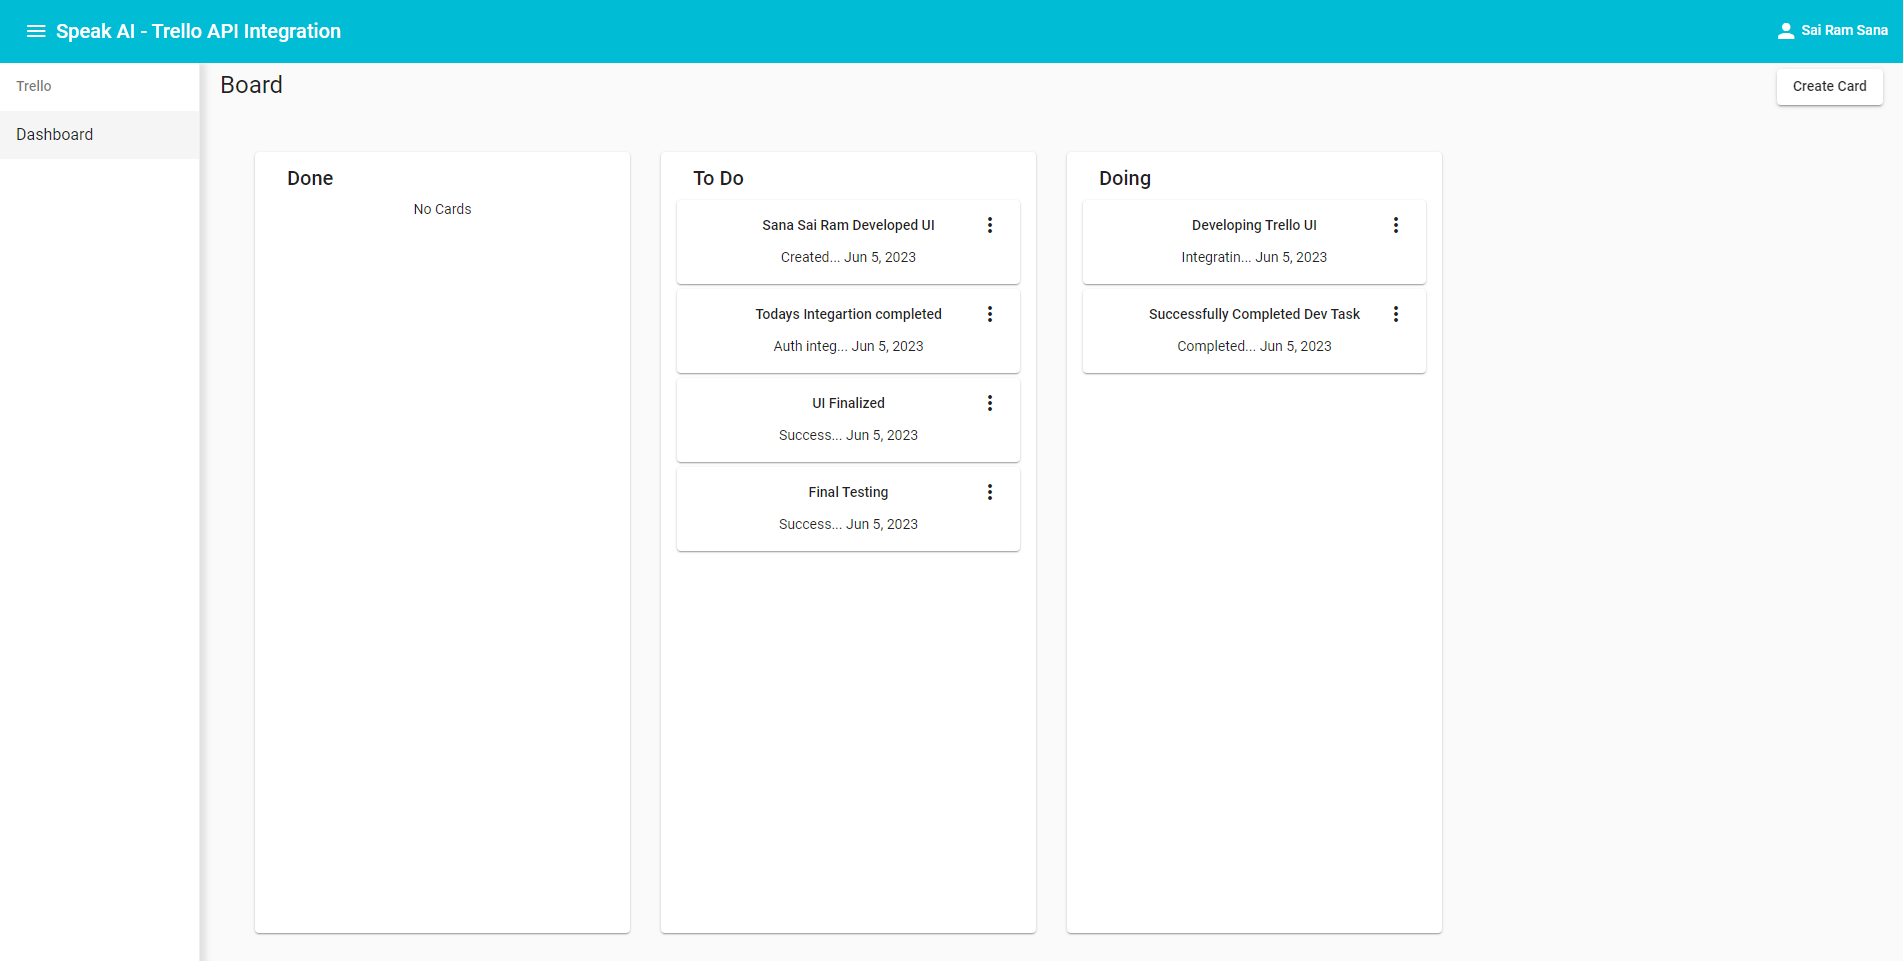 Speak AI - Trello API Integration
Sai Ram Sana
Trello
Dashboard
Board
Create Card
Done
No Cards
To Do
Sana Sai Ram Developed UI
Created... Jun 5, 2023
Todays Integartion completed
Auth integ... Jun 5, 2023
UI Finalized
Success... Jun 5, 2023
Final Testing
Success... Jun 5, 2023
Doing
Developing Trello UI
Integratin... Jun 5, 2023
Successfully Completed Dev Task
Completed... Jun 5, 2023